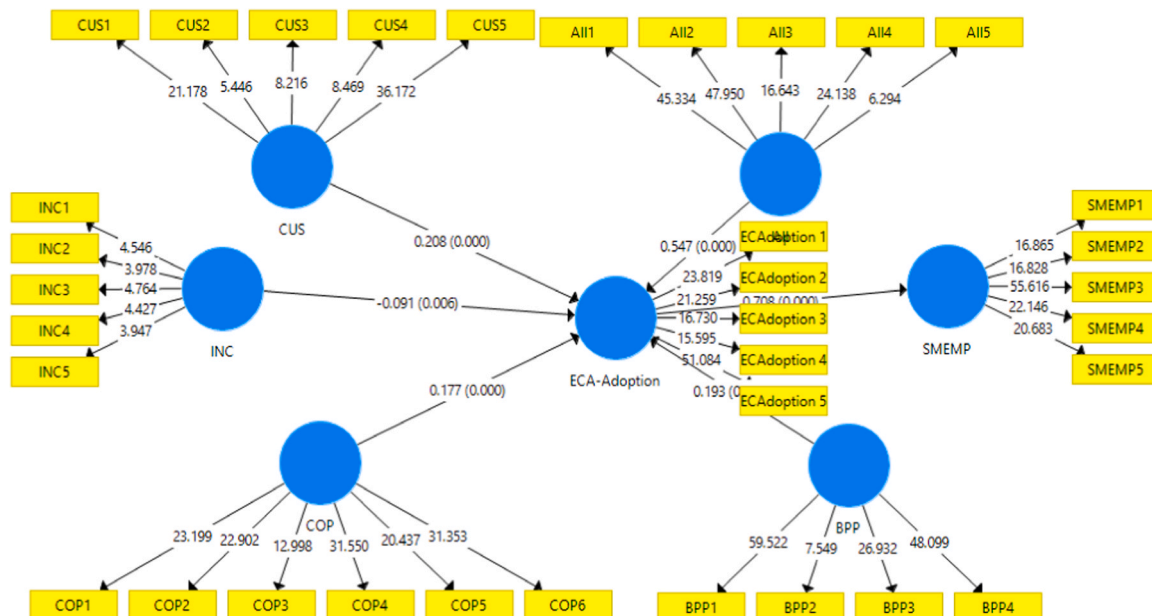 CUS1 CUS2 CUS3 CUS4 CUS5
AII1 AII2 AII3 AII4 AII5
21.178 5.446 8.216 8.469 36.172
45.334 47.950 16.643 24.138 6.294
CUS
INC1
INC2
INC3
INC4
INC5
4.546
3.978
4.764
4.427
3.947
INC
0.208 (0.000)
-0.091 (0.006)
0.177 (0.000)
0.547 (0.000)
0.708 (0.000)
0.193 (0.
ECA-Adoption
23.819
21.259
16.730
15.595
51.084
ECAdoption 1
ECAdoption 2
ECAdoption 3
ECAdoption 4
ECAdoption 5
SMEMP1
SMEMP2
SMEMP3
SMEMP4
SMEMP5
16.865
16.828
55.616
22.146
20.683
SMEMP
COP
23.199 22.902 12.998 31.550 20.437 31.353
COP1 COP2 COP3 COP4 COP5 COP6
BPP
59.522 7.549 26.932 48.099
BPP1 BPP2 BPP3 BPP4